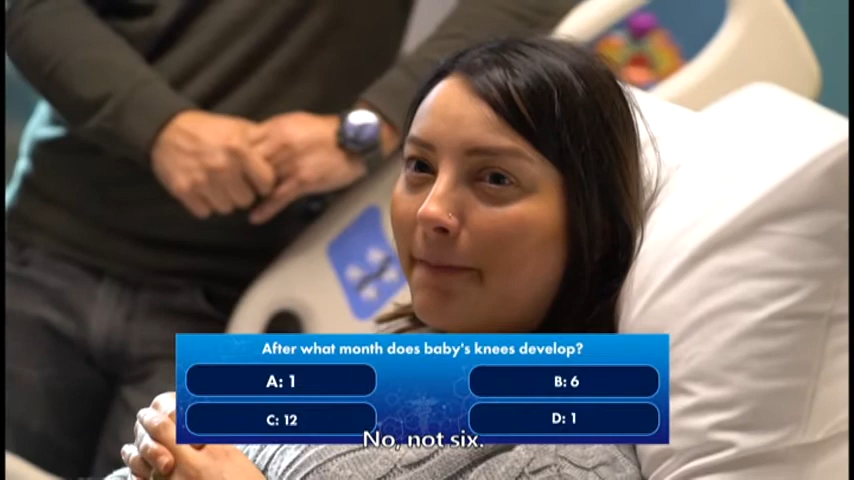 After what month does baby's knees develop?
A: 1
B: 6
C: 12
D: 1
No, not six.